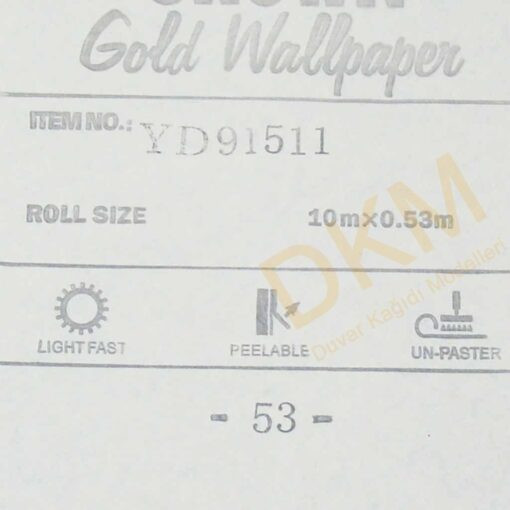 CROWN
Gold Wallpaper
ITEM NO.: YD91511
ROLL SIZE 10m×0.53m
LIGHT FAST PEELABLE UN-PASTER
- 53 -
DKM
Duvar Kağıdı Modelleri